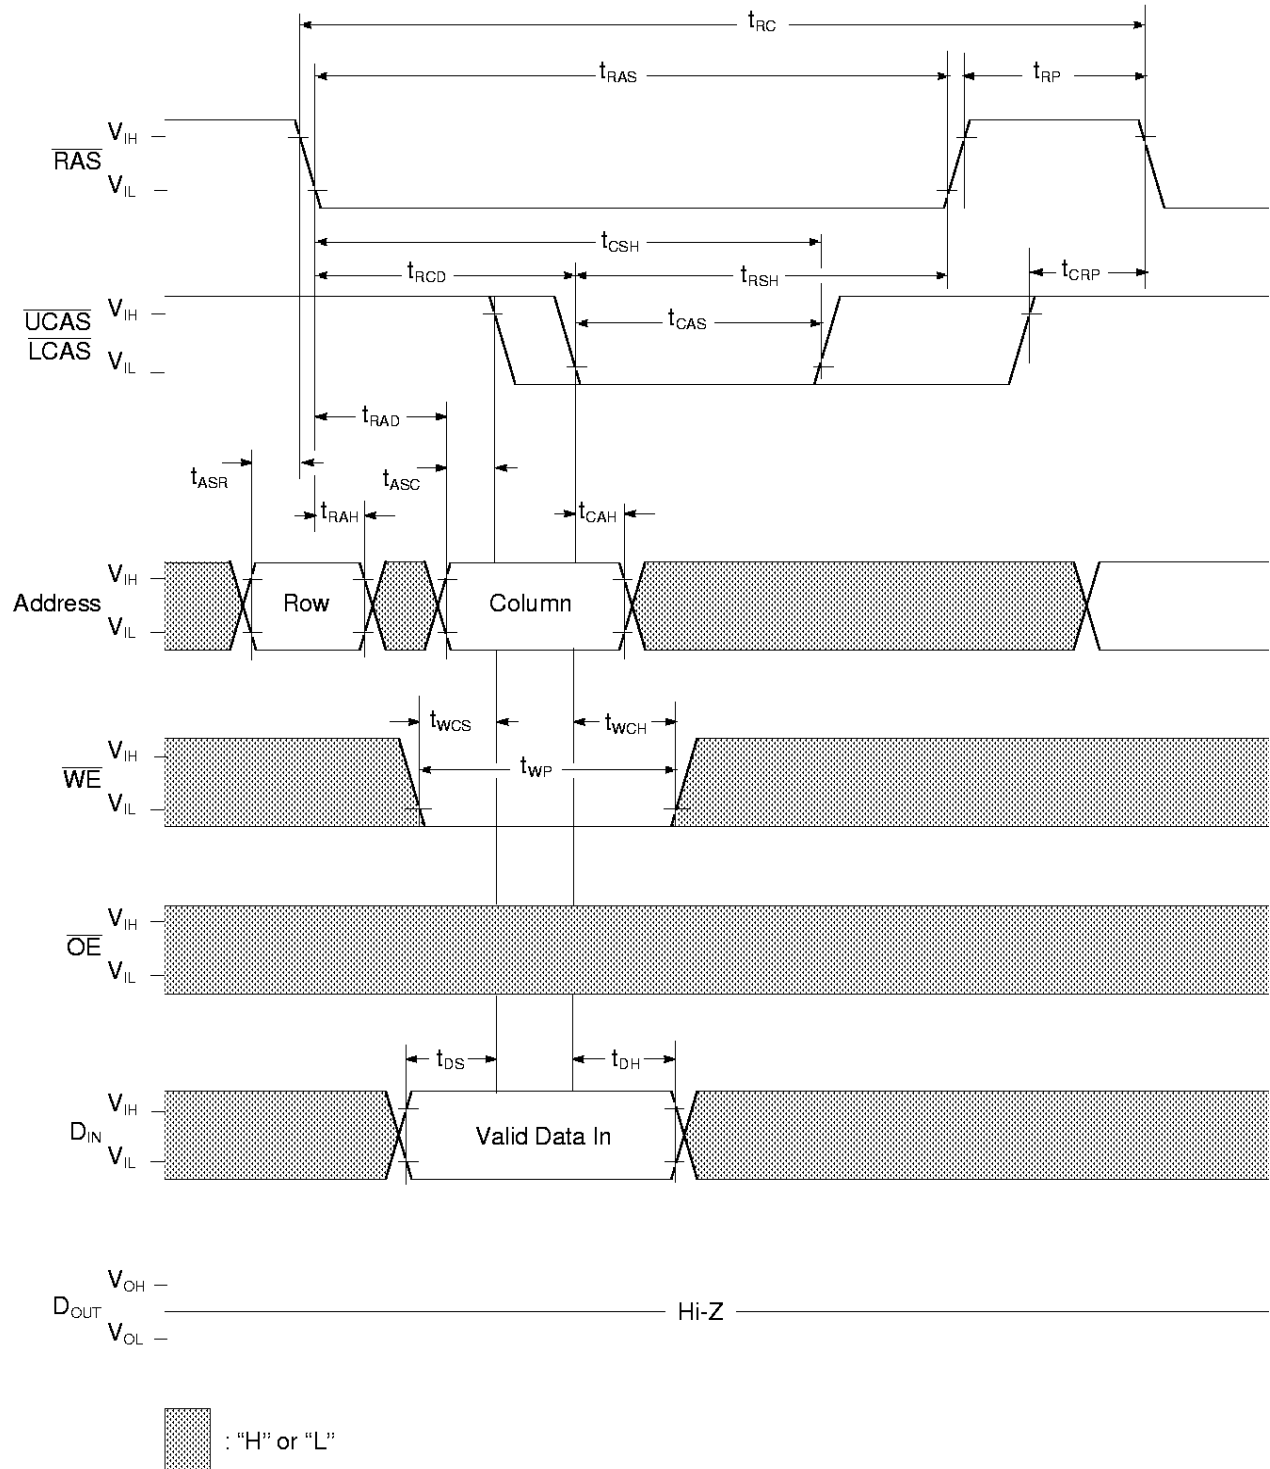 tRC
tRAS
tRP
VIH
RAS
VIL
tCSH
tRCD
tRSH
tCRP
VIH
UCAS
tCAS
LCAS
VIL
tRAD
tASR
tASC
tRAH
tCAH
VIH
Address
Row
Column
VIL
tWCS
tWCH
VIH
WE
tWP
VIL
VIH
OE
VIL
tDS
tDH
VIH
DIN
Valid Data In
VIL
VOH
DOUT
Hi-Z
VOL
: “H” or “L”